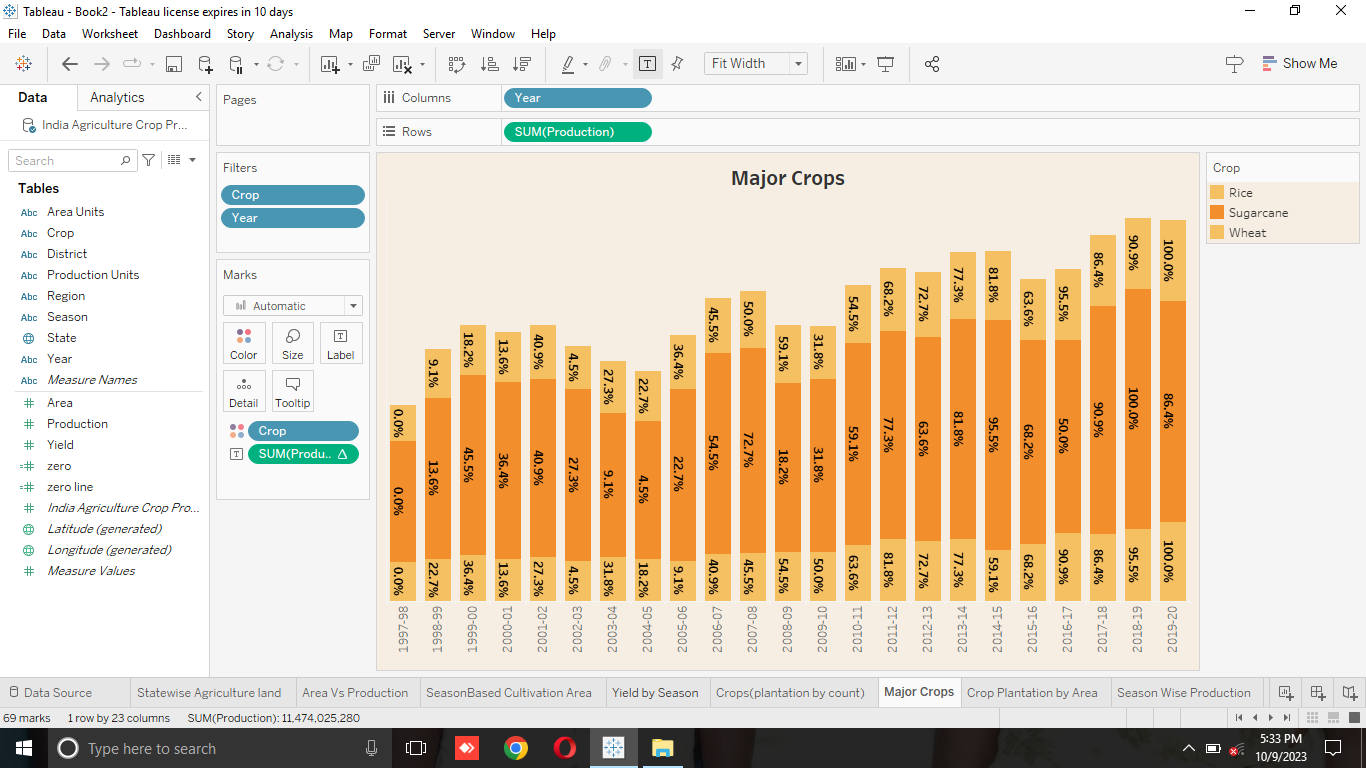 Tableau - Book2 - Tableau license expires in 10 days
File Data Worksheet Dashboard Story Analysis Map Format Server Window Help
Fit Width
Show Me
Data Analytics
India Agriculture Crop Pr...
Search
Tables
Abc Area Units
Abc Crop
Abc District
Abc Production Units
Abc Region
Abc Season
State
Abc Year
Abc Measure Names
Area
Production
Yield
zero
zero line
India Agriculture Crop Pro...
Latitude (generated)
Longitude (generated)
Measure Values
Pages
Filters
Crop
Year
Marks
Automatic
Color Size Label
Detail Tooltip
Crop
SUM(Produ.. Δ
Columns Year
Rows SUM(Production)
Major Crops
0.0% 9.1% 18.2% 13.6% 40.9% 4.5% 27.3% 22.7% 36.4% 45.5% 50.0% 59.1% 31.8% 54.5% 68.2% 72.7% 77.3% 81.8% 63.6% 95.5% 86.4% 90.9% 100.0%
0.0% 13.6% 45.5% 36.4% 40.9% 27.3% 9.1% 4.5% 22.7% 54.5% 72.7% 18.2% 31.8% 59.1% 77.3% 63.6% 81.8% 95.5% 68.2% 50.0% 90.9% 100.0% 86.4%
0.0% 22.7% 36.4% 13.6% 27.3% 4.5% 31.8% 18.2% 9.1% 40.9% 45.5% 54.5% 50.0% 63.6% 81.8% 72.7% 77.3% 59.1% 68.2% 90.9% 86.4% 95.5% 100.0%
1997-98 1998-99 1999-00 2000-01 2001-02 2002-03 2003-04 2004-05 2005-06 2006-07 2007-08 2008-09 2009-10 2010-11 2011-12 2012-13 2013-14 2014-15 2015-16 2016-17 2017-18 2018-19 2019-20
Crop
Rice
Sugarcane
Wheat
Data Source Statewise Agriculture land Area Vs Production SeasonBased Cultivation Area Yield by Season Crops(plantation by count) Major Crops Crop Plantation by Area Season Wise Production
69 marks 1 row by 23 columns SUM(Production): 11,474,025,280
Type here to search
5:33 PM
10/9/2023